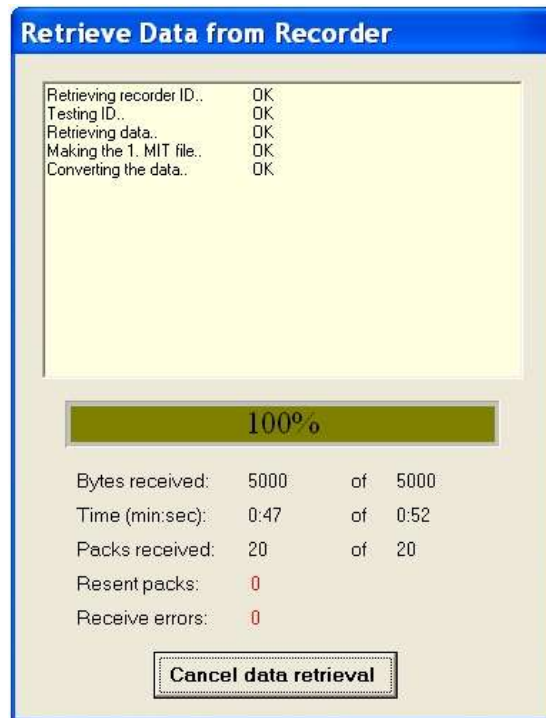 Retrieve Data from Recorder
Retrieving recorder ID.. OK
Testing ID.. OK
Retrieving data.. OK
Making the 1. MIT file.. OK
Converting the data.. OK
100%
Bytes received: 5000 of 5000
Time (min:sec): 0:47 of 0:52
Packs received: 20 of 20
Resent packs: 0
Receive errors: 0
Cancel data retrieval